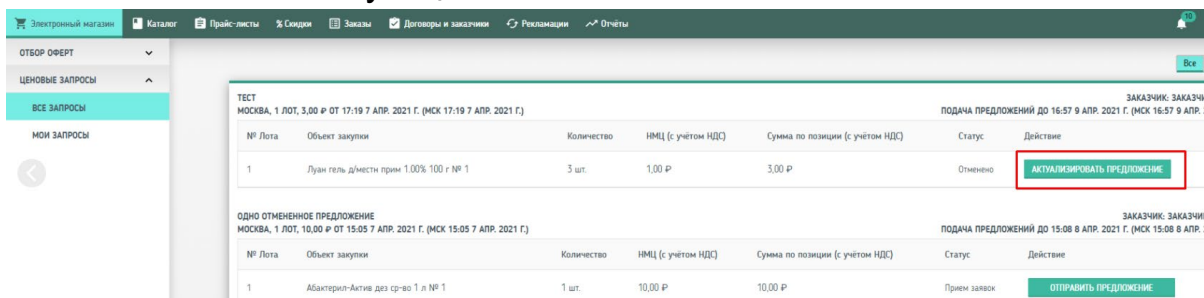 Электронный магазин Каталог Прайс-листы % Скидки Заказы Договоры и заказчики Рекламации Отчёты 10
ОТБОР ОФЕРТ
ЦЕНОВЫЕ ЗАПРОСЫ
ВСЕ ЗАПРОСЫ
МОИ ЗАПРОСЫ
Все
ТЕСТ ЗАКАЗЧИК:
МОСКВА, 1 ЛОТ, 3,00 ₽ ОТ 17:19 7 АПР. 2021 Г. (МСК 17:19 7 АПР. 2021 Г.) ПОДАЧА ПРЕДЛОЖЕНИЙ ДО 16:57 9 АПР. 2021 Г. (МСК 16:57 9 АПР.
№ Лота Объект закупки Количество НМЦ (с учётом НДС) Сумма по позиции (с учётом НДС) Статус Действие
1 Луан гель д/местн прим 1.00% 100 г № 1 3 шт. 1,00 ₽ 3,00 ₽ Отменено АКТУАЛИЗИРОВАТЬ ПРЕДЛОЖЕНИЕ
ОДНО ОТМЕНЕННОЕ ПРЕДЛОЖЕНИЕ ЗАКАЗЧИК:
МОСКВА, 1 ЛОТ, 10,00 ₽ ОТ 15:05 7 АПР. 2021 Г. (МСК 15:05 7 АПР. 2021 Г.) ПОДАЧА ПРЕДЛОЖЕНИЙ ДО 15:08 8 АПР. 2021 Г. (МСК 15:08 8 АПР.
№ Лота Объект закупки Количество НМЦ (с учётом НДС) Сумма по позиции (с учётом НДС) Статус Действие
1 Абактерил-Актив дез ср-во 1 л № 1 1 шт. 10,00 ₽ 10,00 ₽ Прием заявок ОТПРАВИТЬ ПРЕДЛОЖЕНИЕ